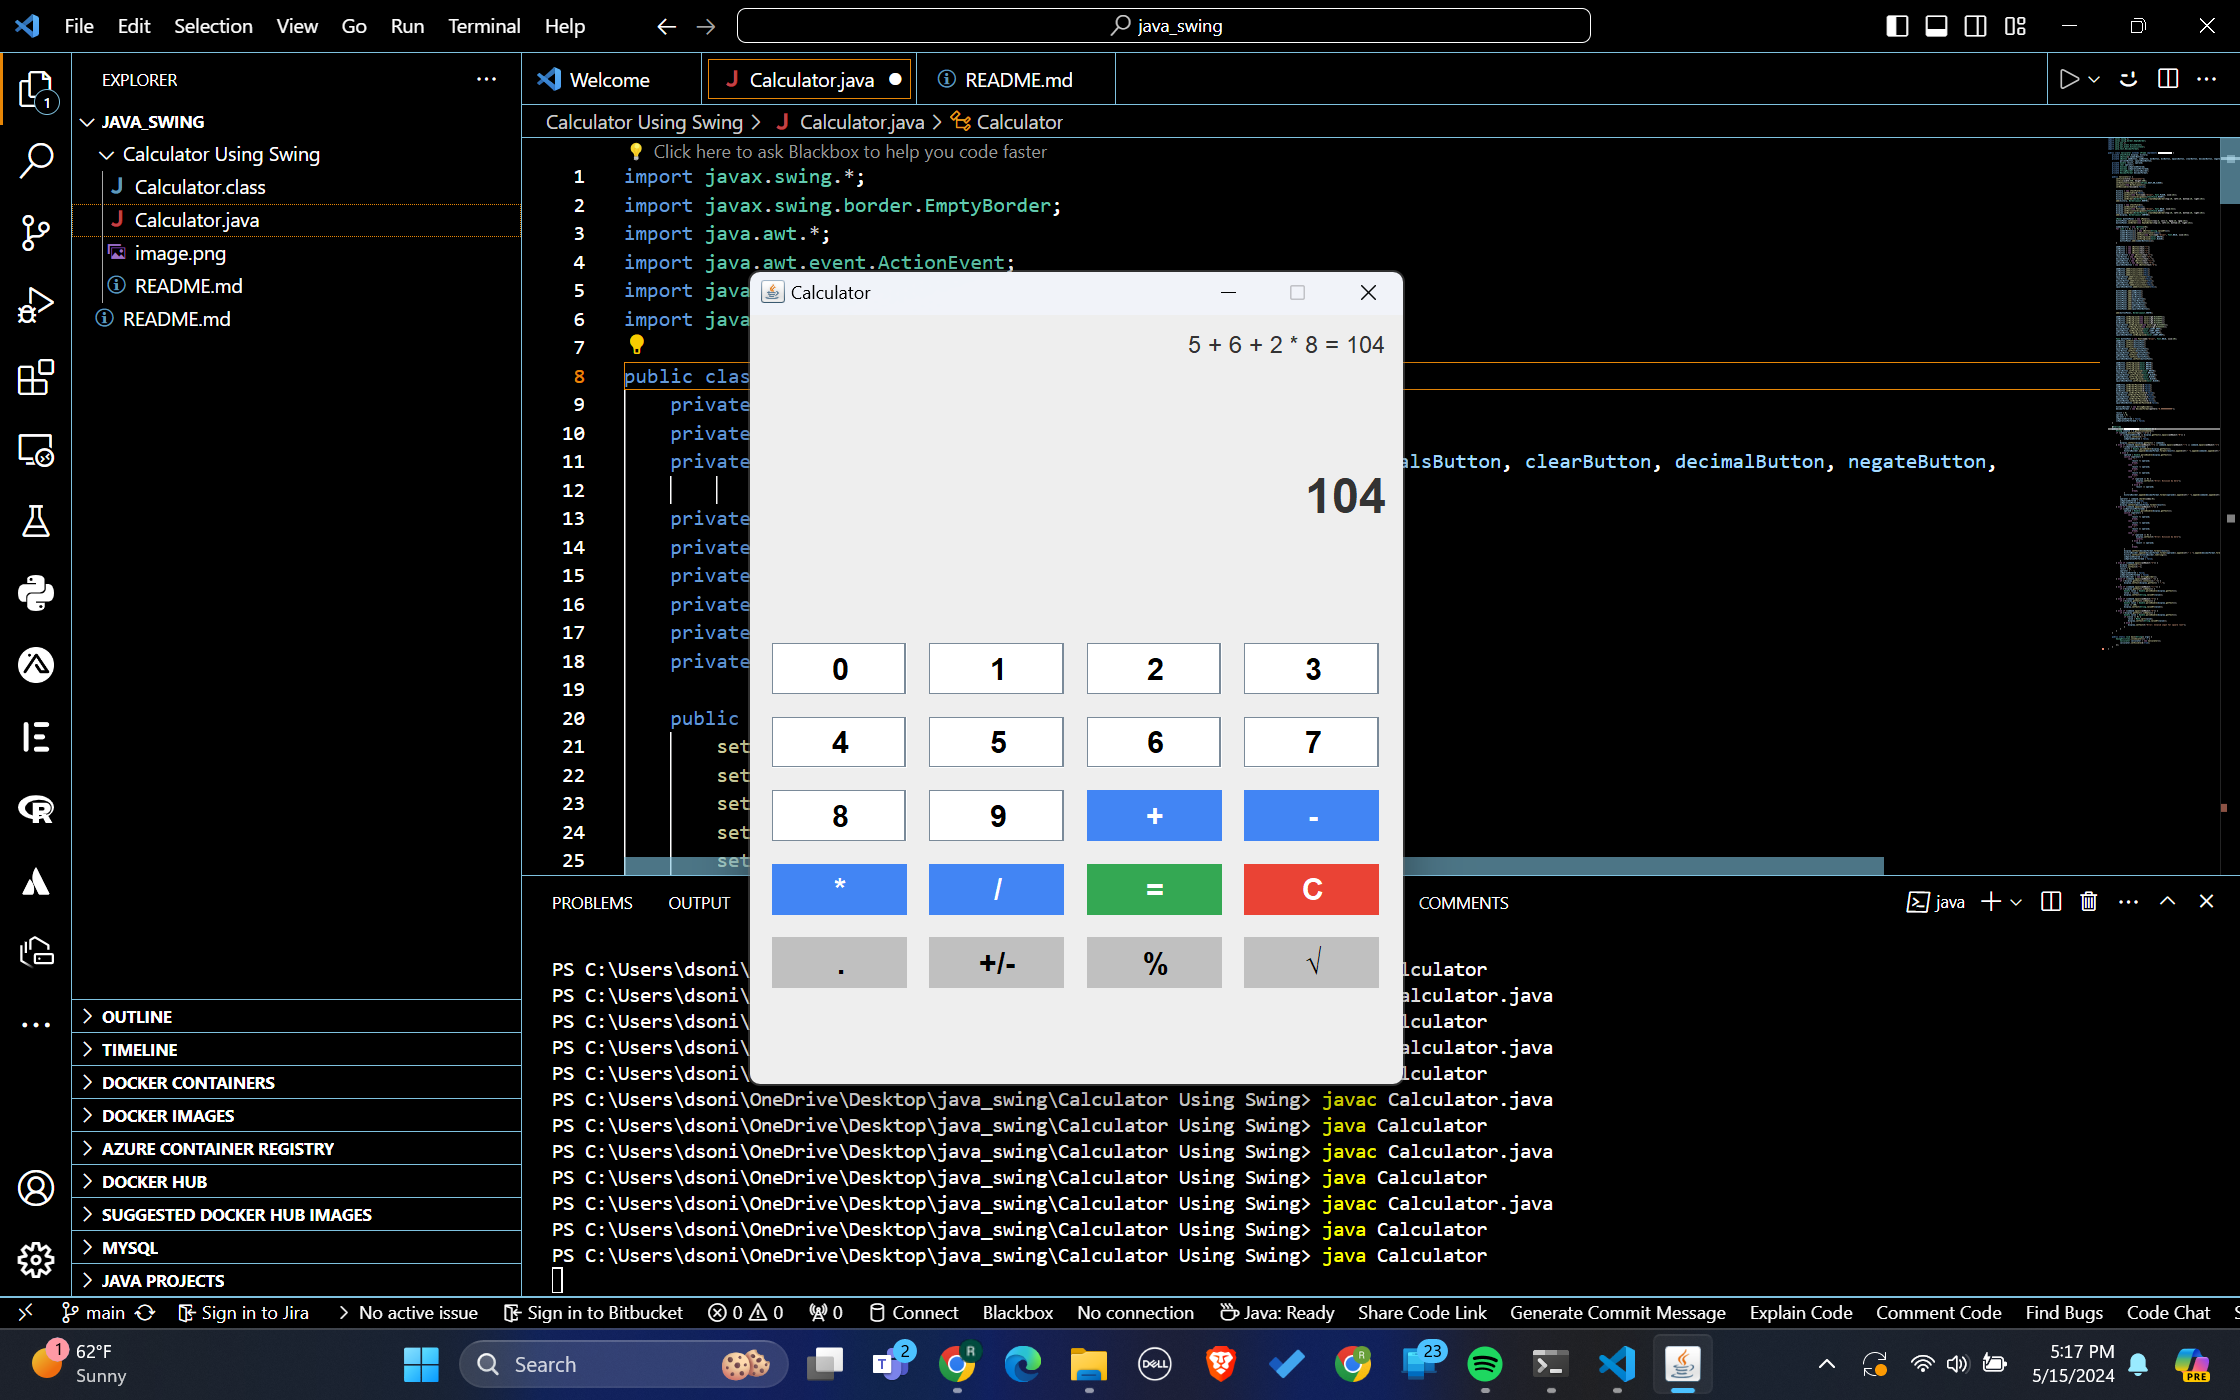 File Edit Selection View Go Run Terminal Help
java_swing
EXPLORER
JAVA_SWING
Calculator Using Swing
J Calculator.class
J Calculator.java
image.png
README.md
README.md
OUTLINE
TIMELINE
DOCKER CONTAINERS
DOCKER IMAGES
AZURE CONTAINER REGISTRY
DOCKER HUB
SUGGESTED DOCKER HUB IMAGES
MYSQL
JAVA PROJECTS
Welcome J Calculator.java README.md
Calculator Using Swing > J Calculator.java > Calculator
Click here to ask Blackbox to help you code faster
1 import javax.swing.*;
2 import javax.swing.border.EmptyBorder;
3 import java.awt.*;
4 import java.awt.event.ActionEvent;
5 import java
6 import java
7
8 public clas
9 private
10 private
11 private alsButton, clearButton, decimalButton, negateButton,
12
13 private
14 private
15 private
16 private
17 private
18 private
19
20 public
21 set
22 set
23 set
24 set
25 set
Calculator
5 + 6 + 2 * 8 = 104
104
0 1 2 3
4 5 6 7
8 9 + -
* / = C
. +/- % √
PROBLEMS OUTPUT COMMENTS
java
PS C:\Users\dsoni\ lculator
PS C:\Users\dsoni\ alculator.java
PS C:\Users\dsoni\ lculator
PS C:\Users\dsoni\ alculator.java
PS C:\Users\dsoni\ lculator
PS C:\Users\dsoni\OneDrive\Desktop\java_swing\Calculator Using Swing> javac Calculator.java
PS C:\Users\dsoni\OneDrive\Desktop\java_swing\Calculator Using Swing> java Calculator
PS C:\Users\dsoni\OneDrive\Desktop\java_swing\Calculator Using Swing> javac Calculator.java
PS C:\Users\dsoni\OneDrive\Desktop\java_swing\Calculator Using Swing> java Calculator
PS C:\Users\dsoni\OneDrive\Desktop\java_swing\Calculator Using Swing> javac Calculator.java
PS C:\Users\dsoni\OneDrive\Desktop\java_swing\Calculator Using Swing> java Calculator
PS C:\Users\dsoni\OneDrive\Desktop\java_swing\Calculator Using Swing> java Calculator
main Sign in to Jira No active issue Sign in to Bitbucket 0 0 0 Connect Blackbox No connection Java: Ready Share Code Link Generate Commit Message Explain Code Comment Code Find Bugs Code Chat
1 62°F
Sunny
Search
2
R
DELL
R
23
5:17 PM
5/15/2024
PRE